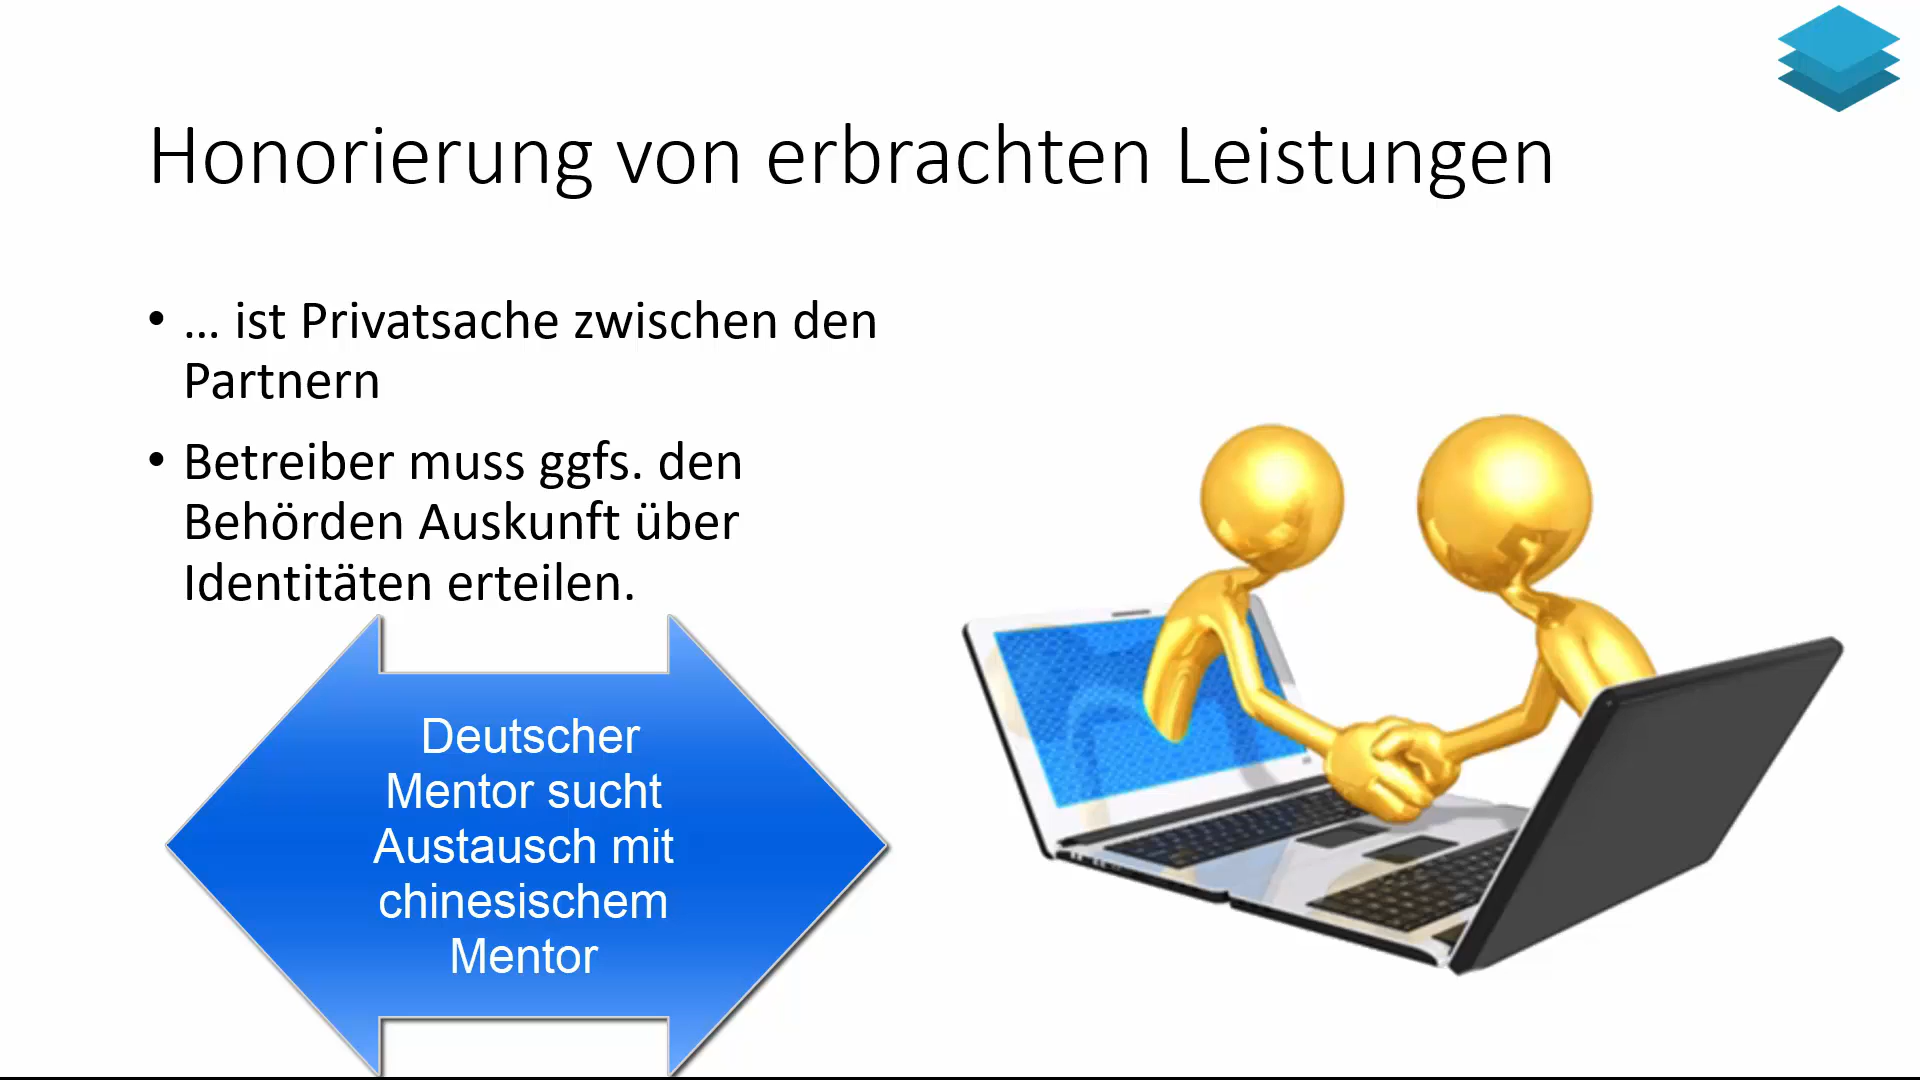 Honorierung von erbrachten Leistungen
• ... ist Privatsache zwischen den
Partnern
• Betreiber muss ggfs. den
Behörden Auskunft über
Identitäten erteilen.
Deutscher
Mentor sucht
Austausch mit
chinesischem
Mentor